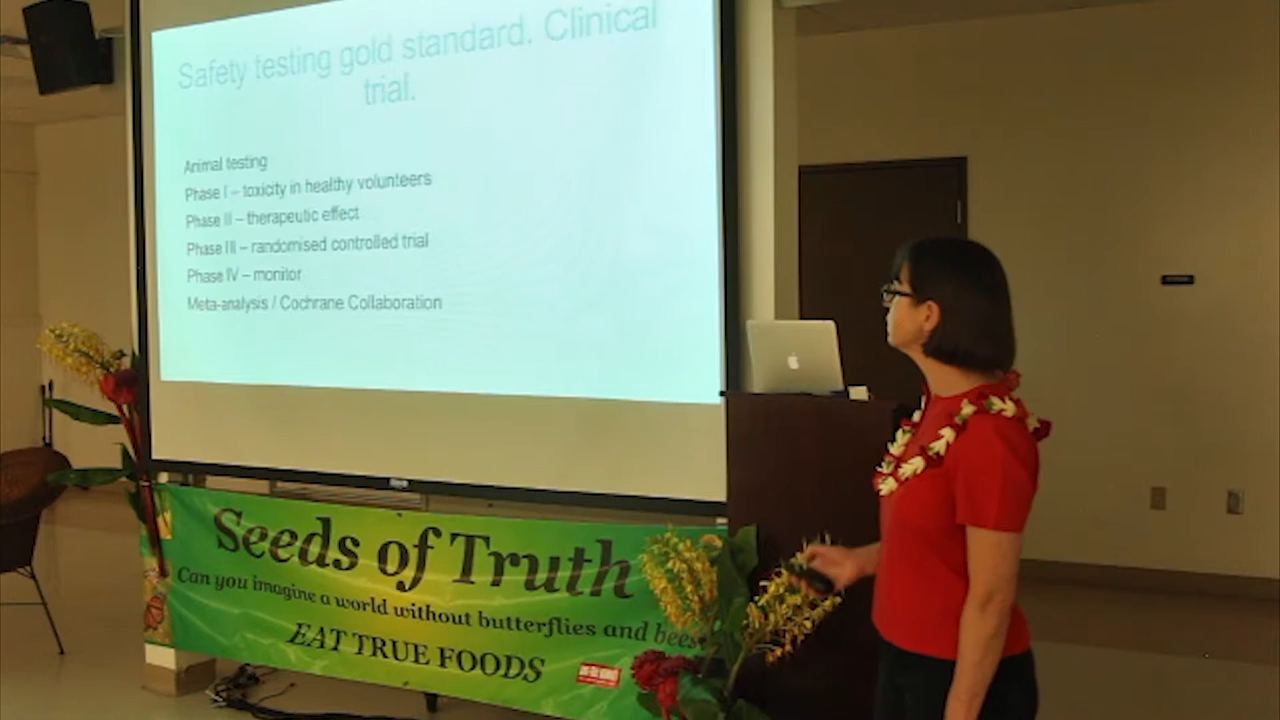 Safety testing gold standard. Clinical
trial.
Animal testing
Phase I – toxicity in healthy volunteers
Phase II – therapeutic effect
Phase III – randomised controlled trial
Phase IV – monitor
Meta-analysis / Cochrane Collaboration
Seeds of Truth
Can you imagine a world without butterflies and bees
EAT TRUE FOODS